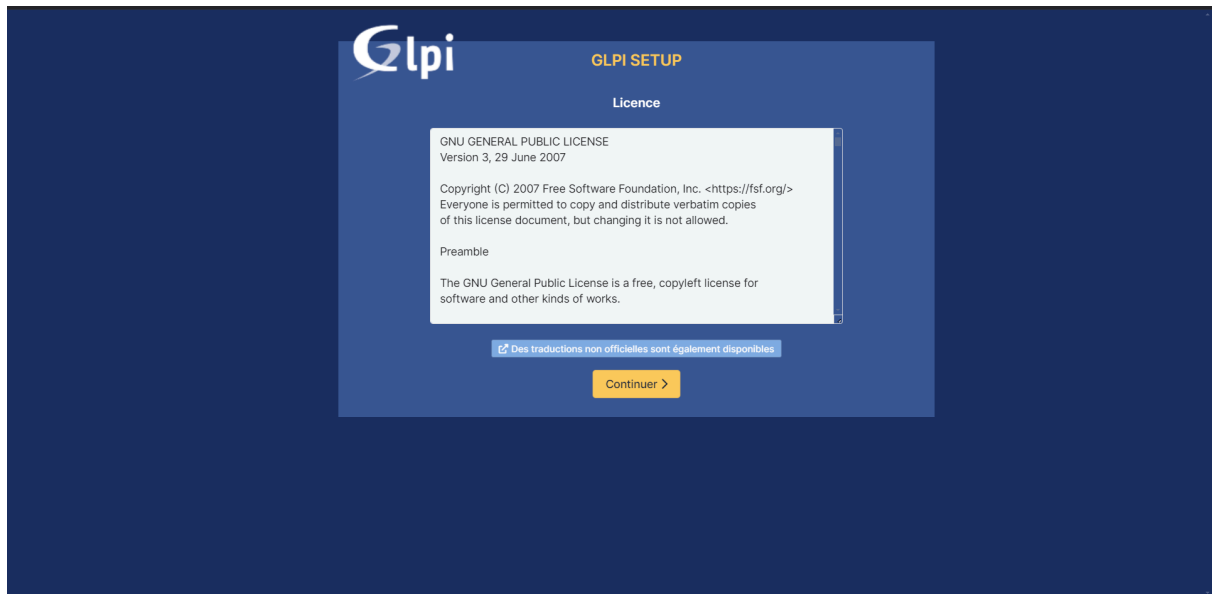 Glpi
GLPI SETUP
Licence
GNU GENERAL PUBLIC LICENSE
Version 3, 29 June 2007
Copyright (C) 2007 Free Software Foundation, Inc. <https://fsf.org/>
Everyone is permitted to copy and distribute verbatim copies
of this license document, but changing it is not allowed.
Preamble
The GNU General Public License is a free, copyleft license for
software and other kinds of works.
Des traductions non officielles sont également disponibles
Continuer